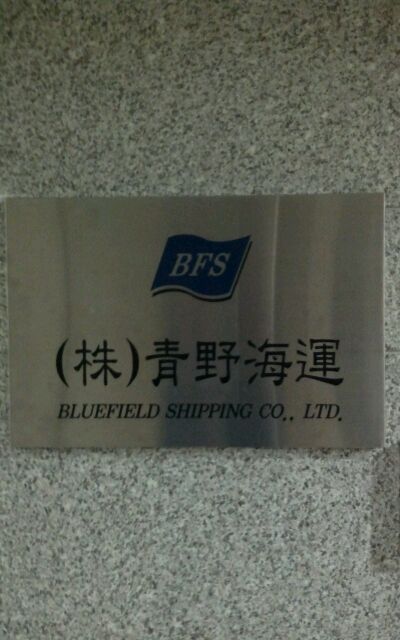 BFS
(株)青野海運
BLUEFIELD SHIPPING CO., LTD.